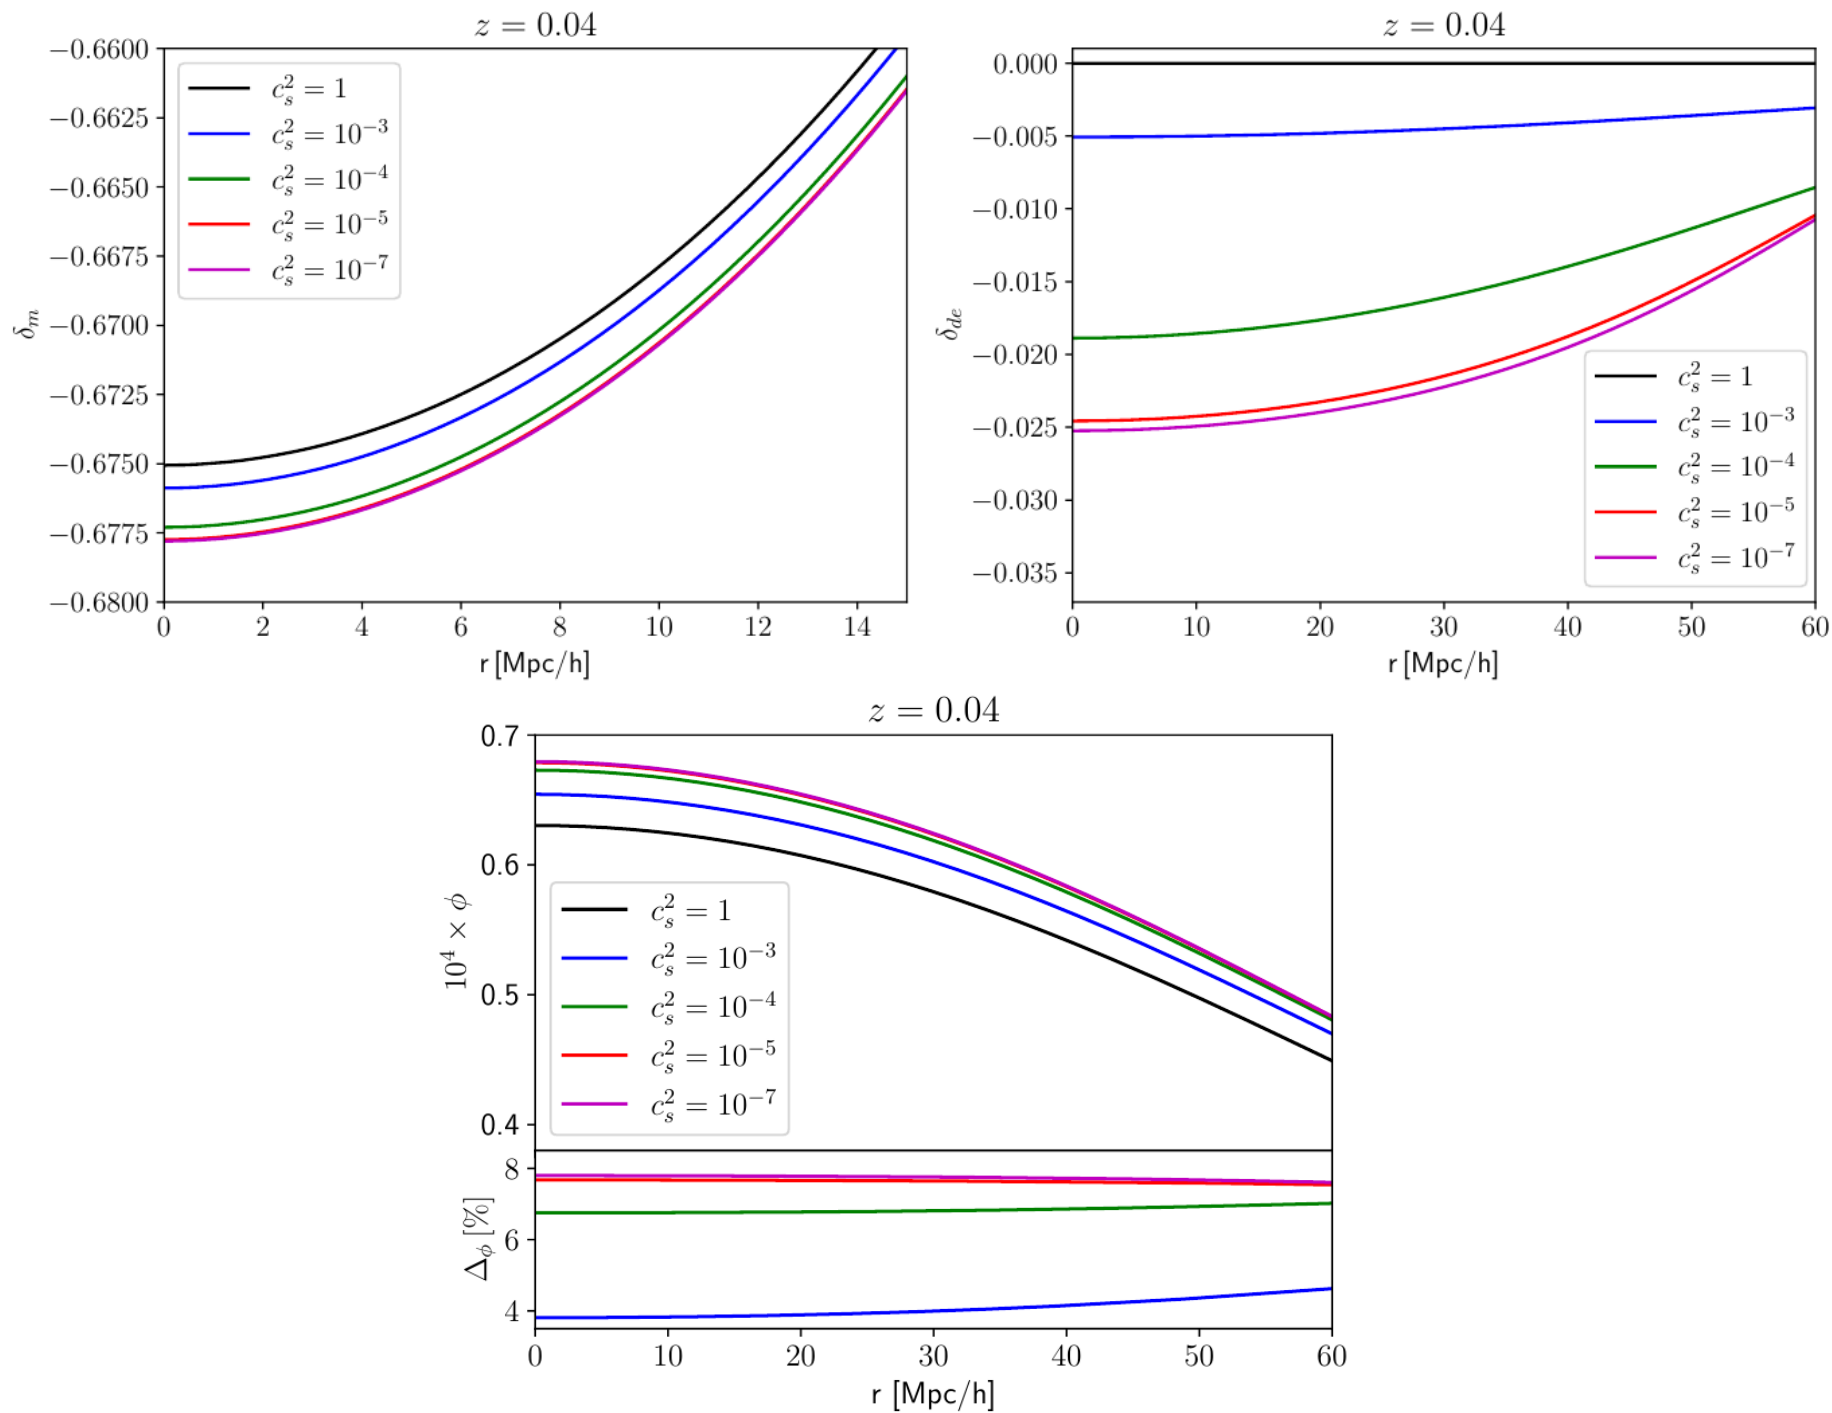 z = 0.04
−0.6600
−0.6625
−0.6650
−0.6675
−0.6700
−0.6725
−0.6750
−0.6775
−0.6800
δ_m
c_s^2 = 1
c_s^2 = 10^{−3}
c_s^2 = 10^{−4}
c_s^2 = 10^{−5}
c_s^2 = 10^{−7}
0 2 4 6 8 10 12 14
r [Mpc/h]
z = 0.04
0.000
−0.005
−0.010
−0.015
−0.020
−0.025
−0.030
−0.035
δ_{de}
c_s^2 = 1
c_s^2 = 10^{−3}
c_s^2 = 10^{−4}
c_s^2 = 10^{−5}
c_s^2 = 10^{−7}
0 10 20 30 40 50 60
r [Mpc/h]
z = 0.04
0.7
0.6
0.5
0.4
10^4 × ϕ
c_s^2 = 1
c_s^2 = 10^{−3}
c_s^2 = 10^{−4}
c_s^2 = 10^{−5}
c_s^2 = 10^{−7}
8
6
4
Δ_ϕ [%]
0 10 20 30 40 50 60
r [Mpc/h]